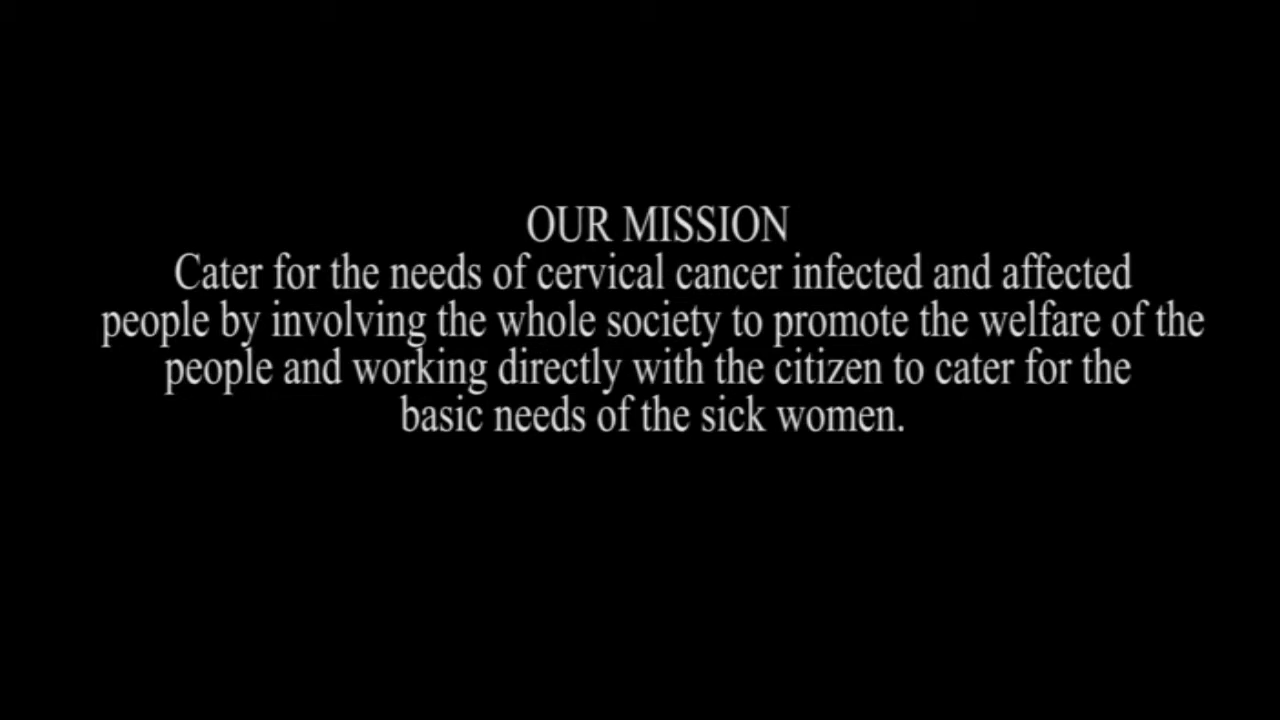 OUR MISSION
Cater for the needs of cervical cancer infected and affected
people by involving the whole society to promote the welfare of the
people and working directly with the citizen to cater for the
basic needs of the sick women.